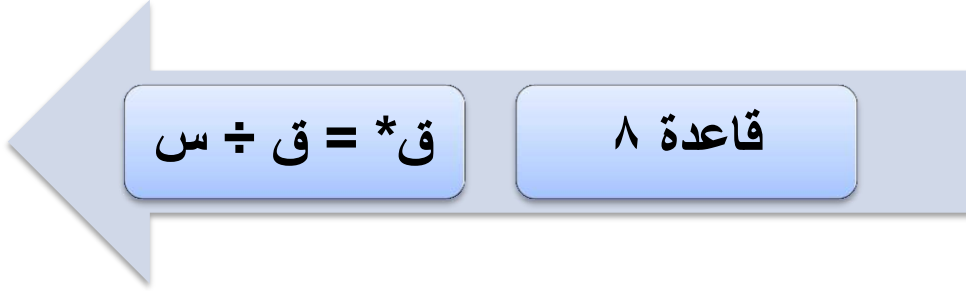 قاعدة ٨
ق* = ق ÷ س